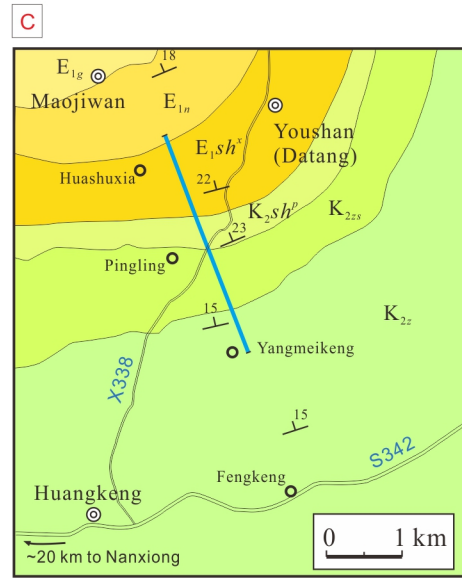 C
18
E₁g
Maojiwan
E₁n
Youshan
(Datang)
E₁shˣ
Huashuxia
22
K₂shᵖ
K₂zs
23
Pingling
15
K₂z
Yangmeikeng
X338
15
S342
Fengkeng
Huangkeng
0 1 km
~20 km to Nanxiong